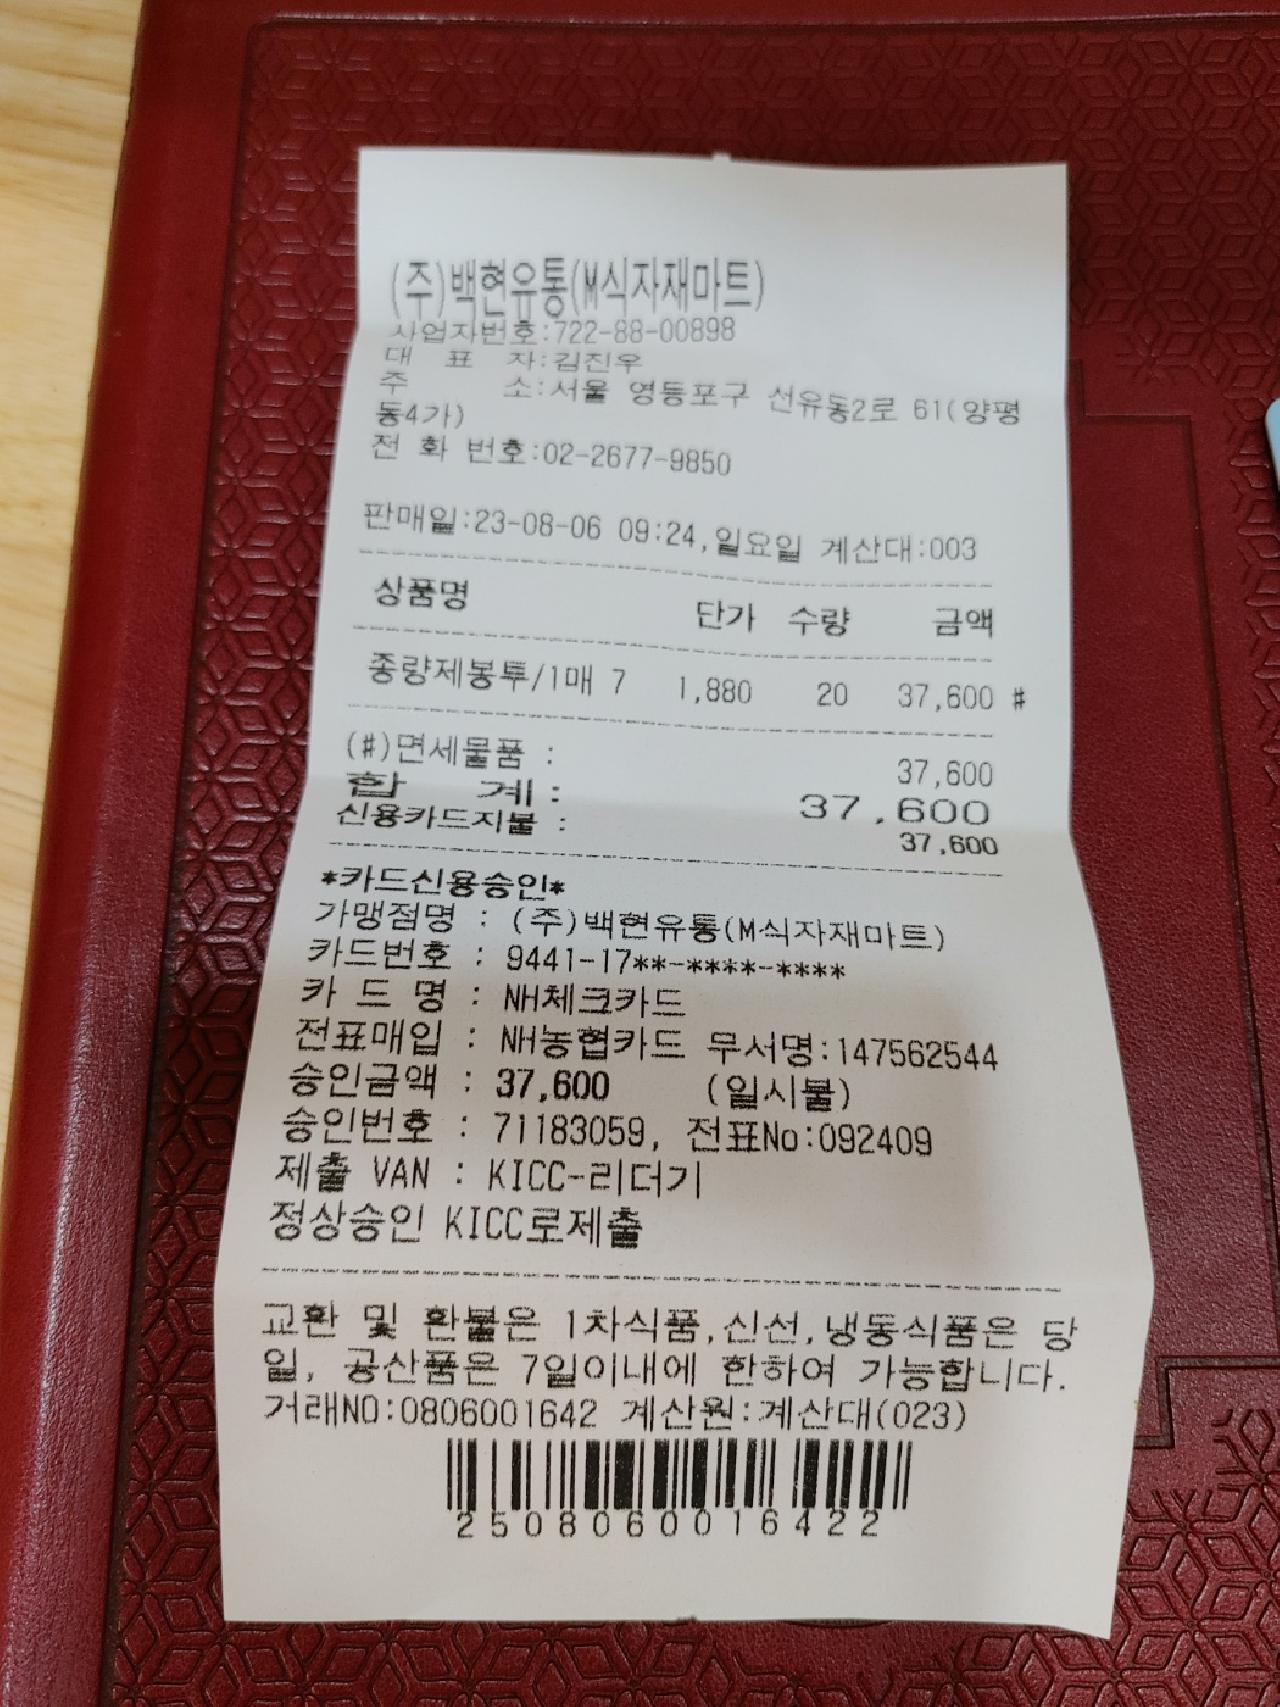 (주)백현유통(M식자재마트)
사업자번호:722-88-00898
대 표 자:김진우
주 소:서울 영등포구 선유동2로 61(양평
동4가)
전 화 번호:02-2677-9850
판매일:23-08-06 09:24,일요일 계산대:003
상품명 단가 수량 금액
종량제봉투/1매 7 1,880 20 37,600 #
(#)면세물품 : 37,600
합 계 : 37,600
신용카드지불 : 37,600
*카드신용승인*
가맹점명 : (주)백현유통(M식자재마트)
카드번호 : 9441-17**-****-****
카 드 명 : NH체크카드
전표매입 : NH농협카드 무서명:147562544
승인금액 : 37,600 (일시불)
승인번호 : 71183059, 전표No:092409
제출 VAN : KICC-리더기
정상승인 KICC로제출
교환 및 환불은 1차식품,신선,냉동식품은 당
일, 공산품은 7일이내에 한하여 가능합니다.
거래NO:0806001642 계산원:계산대(023)
2508060016422